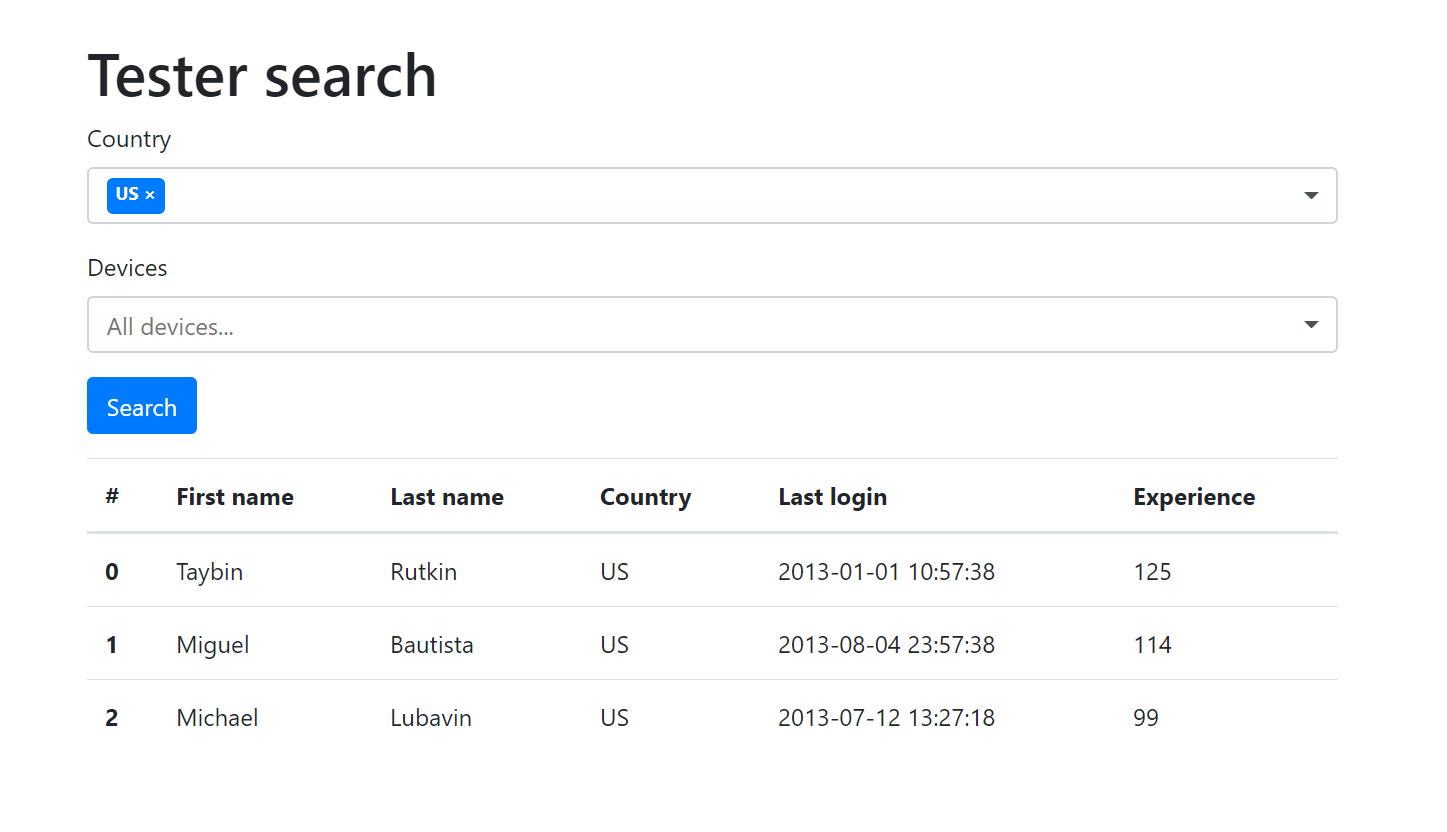 Tester search
Country
US ×
Devices
All devices...
Search
# First name Last name Country Last login Experience
0 Taybin Rutkin US 2013-01-01 10:57:38 125
1 Miguel Bautista US 2013-08-04 23:57:38 114
2 Michael Lubavin US 2013-07-12 13:27:18 99